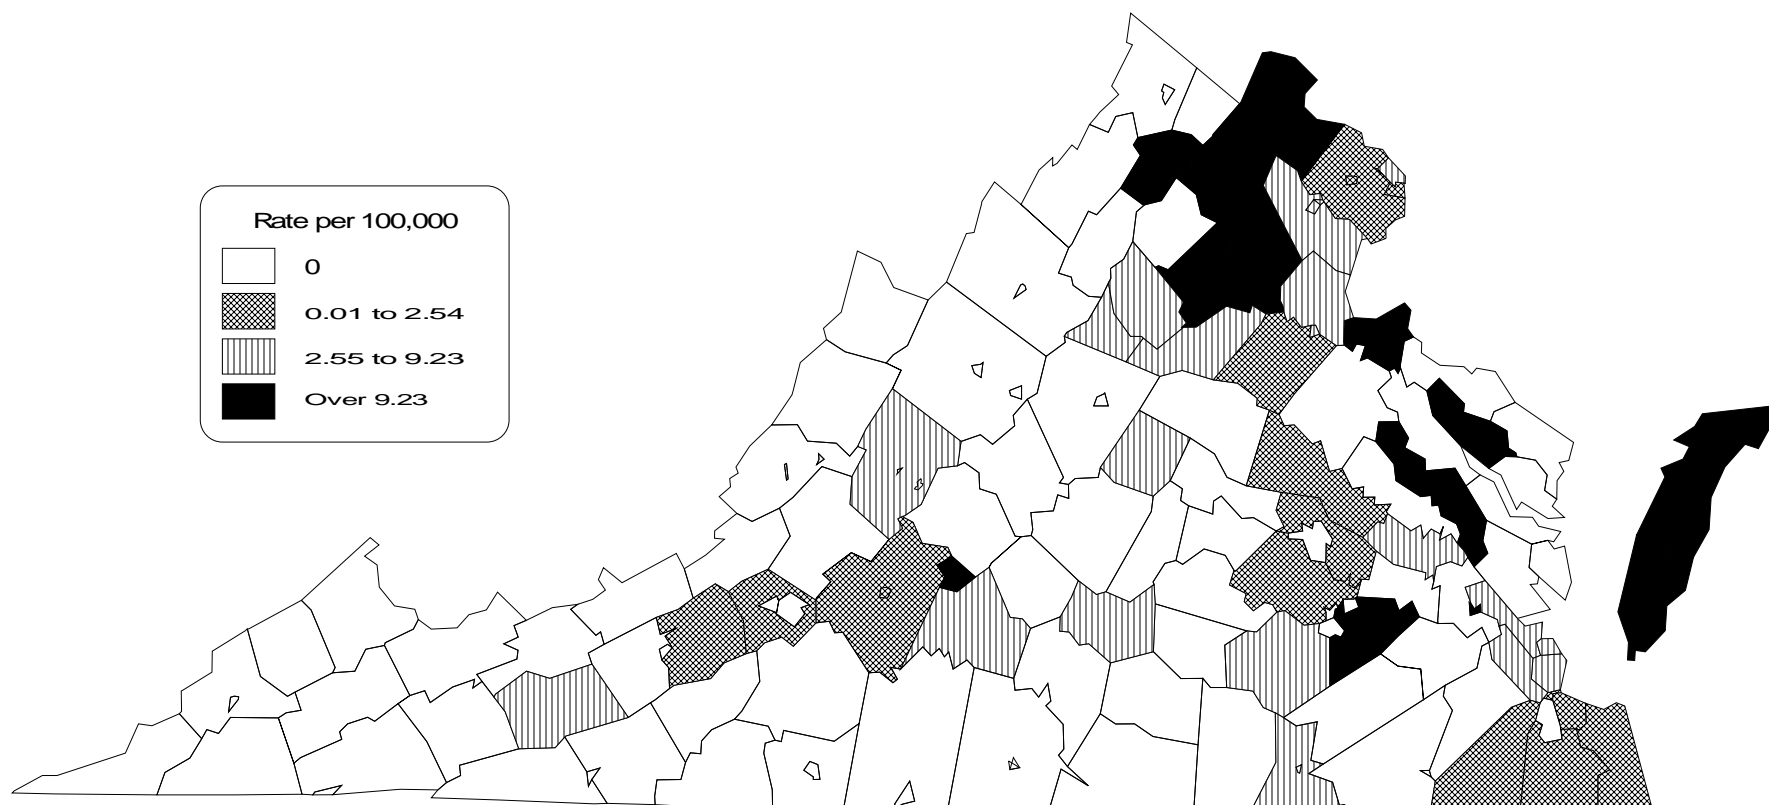 Rate per 100,000
0
0.01 to 2.54
2.55 to 9.23
Over 9.23